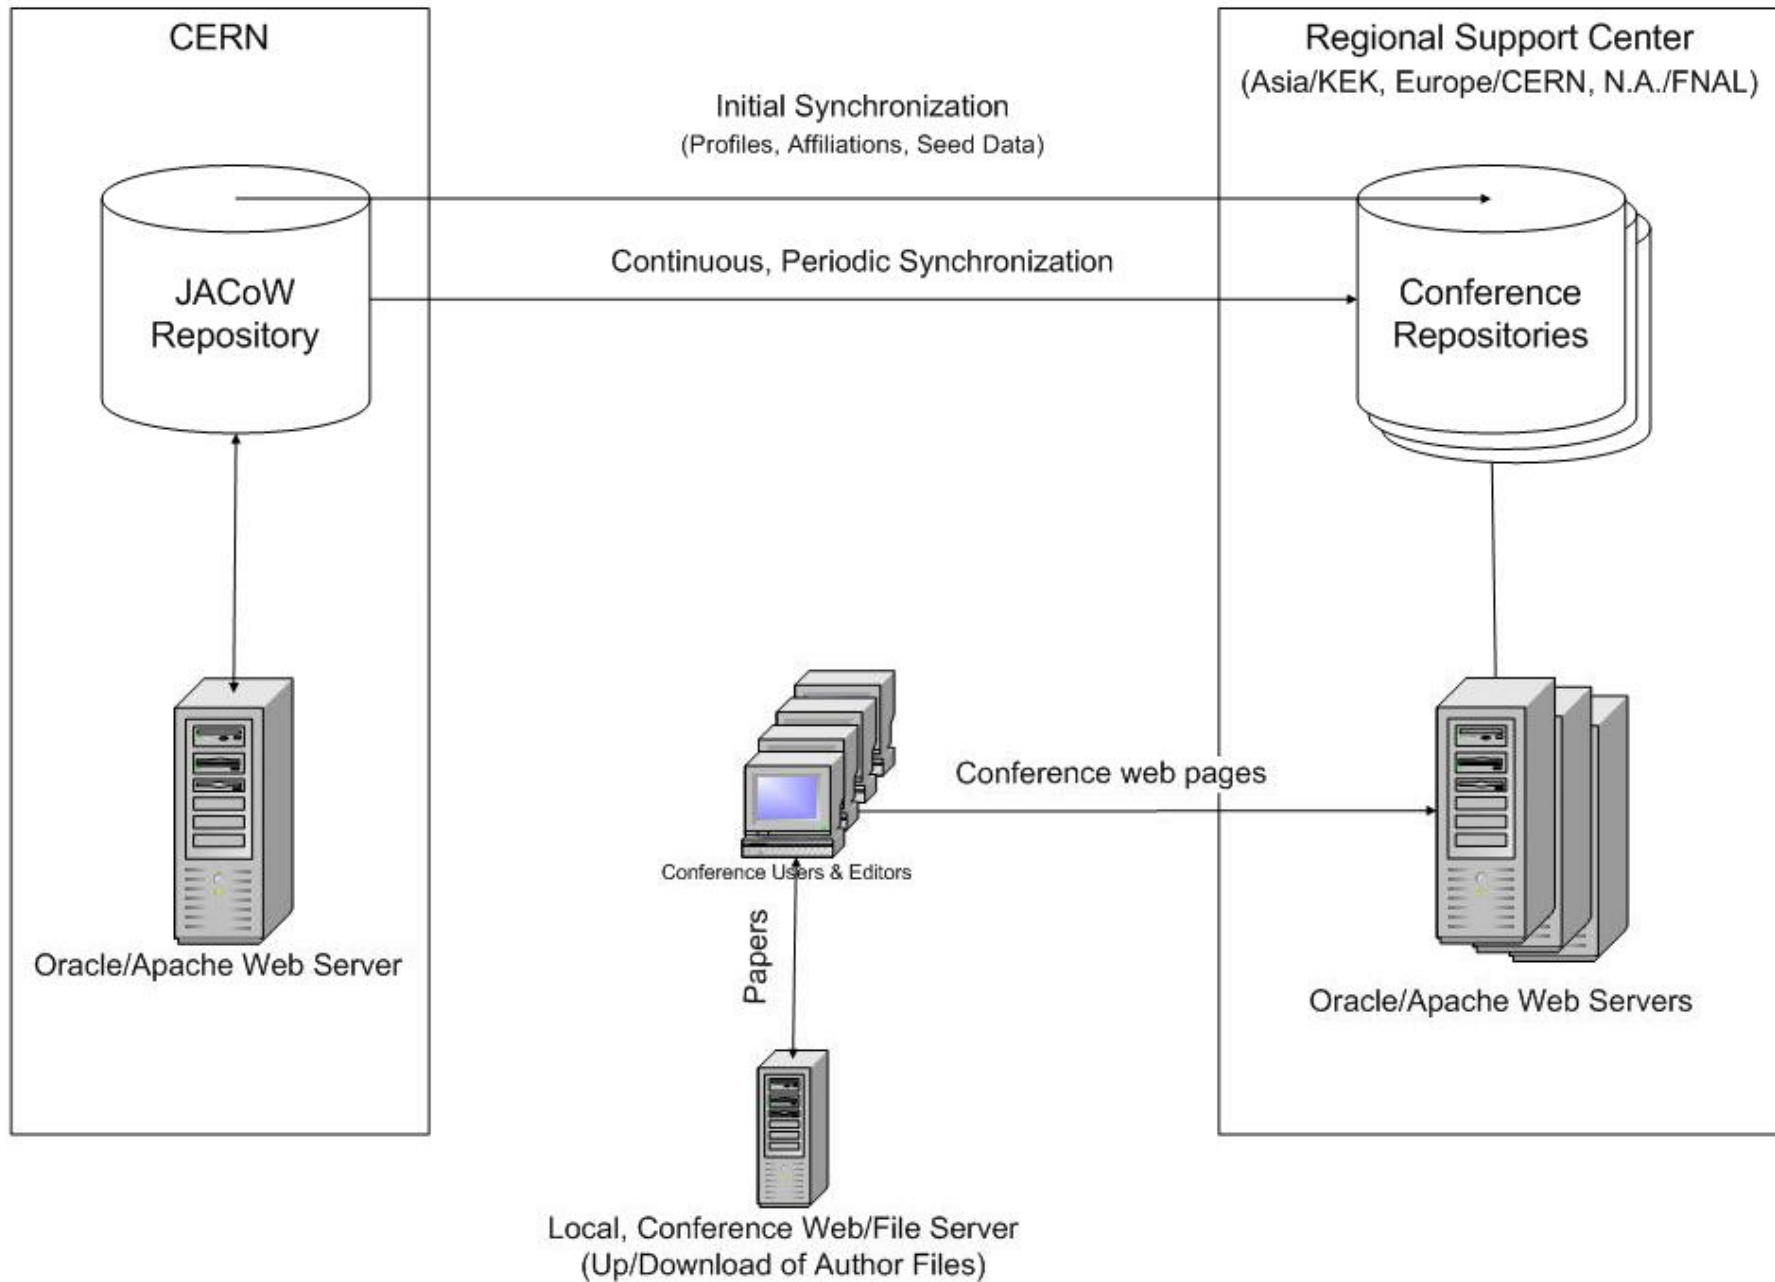 CERN
Regional Support Center
(Asia/KEK, Europe/CERN, N.A./FNAL)
Initial Synchronization
(Profiles, Affiliations, Seed Data)
Continuous, Periodic Synchronization
JACoW
Repository
Conference
Repositories
Conference web pages
Conference Users & Editors
Papers
Oracle/Apache Web Server
Oracle/Apache Web Servers
Local, Conference Web/File Server
(Up/Download of Author Files)